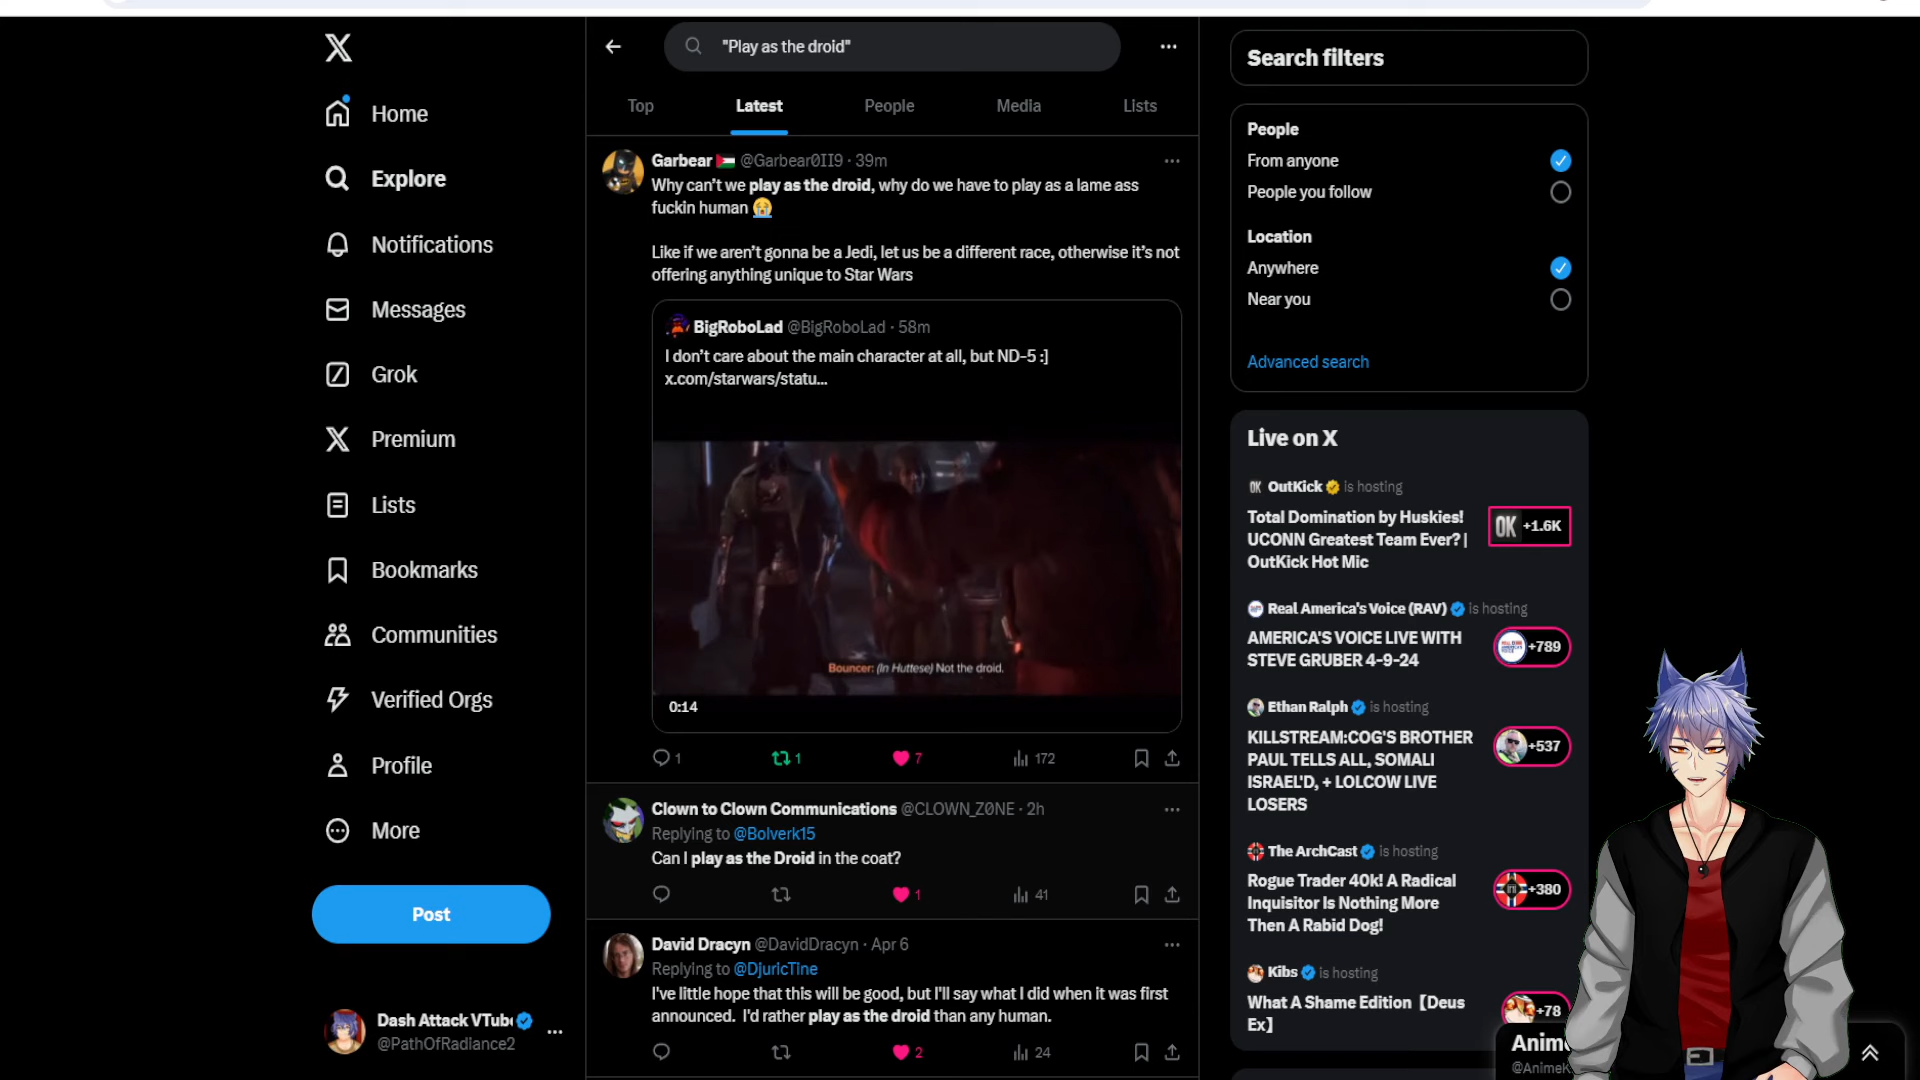 "Play as the droid"
Top
Latest
People
Media
Lists
Home
Explore
Notifications
Messages
Grok
Premium
Lists
Bookmarks
Communities
Verified Orgs
Profile
More
Post
Dash Attack VTub
@PathOfRadiance2
Garbear @Garbear0II9 · 39m
Why can't we play as the droid, why do we have to play as a lame ass
fuckin human 😭
Like if we aren't gonna be a Jedi, let us be a different race, otherwise it's not
offering anything unique to Star Wars
BigRoboLad @BigRoboLad · 58m
I don't care about the main character at all, but ND-5 :]
x.com/starwars/statu...
Bouncer: (In Huttese) Not the droid.
0:14
1
1
7
172
Clown to Clown Communications @CLOWN_Z0NE · 2h
Replying to @Bolverk15
Can I play as the Droid in the coat?
1
41
David Dracyn @DavidDracyn · Apr 6
Replying to @DjuricTine
I've little hope that this will be good, but I'll say what I did when it was first
announced. I'd rather play as the droid than any human.
2
24
Search filters
People
From anyone
People you follow
Location
Anywhere
Near you
Advanced search
Live on X
OK OutKick is hosting
Total Domination by Huskies!
UCONN Greatest Team Ever? |
OutKick Hot Mic
OK +1.6K
Real America's Voice (RAV) is hosting
AMERICA'S VOICE LIVE WITH
STEVE GRUBER 4-9-24
+789
Ethan Ralph is hosting
KILLSTREAM:COG'S BROTHER
PAUL TELLS ALL, SOMALI
ISRAEL'D, + LOLCOW LIVE
LOSERS
+537
The ArchCast is hosting
Rogue Trader 40k! A Radical
Inquisitor Is Nothing More
Then A Rabid Dog!
+380
Kibs is hosting
What A Shame Edition【Deus
Ex】
+78
Anim
@AnimeK